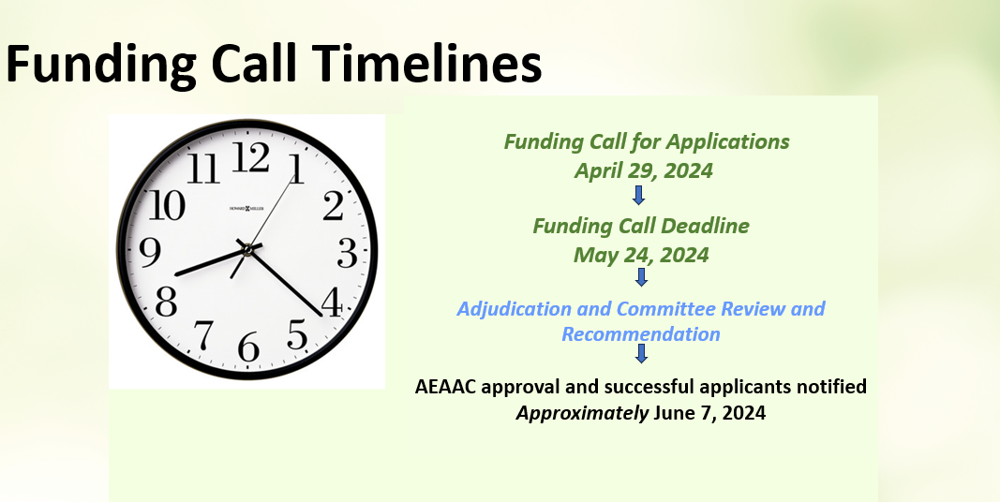 Funding Call Timelines
12
11
1
10
2
HOWARD MILLER
9
3
8
4
7
5
6
Funding Call for Applications
April 29, 2024
Funding Call Deadline
May 24, 2024
Adjudication and Committee Review and
Recommendation
AEAAC approval and successful applicants notified
Approximately June 7, 2024